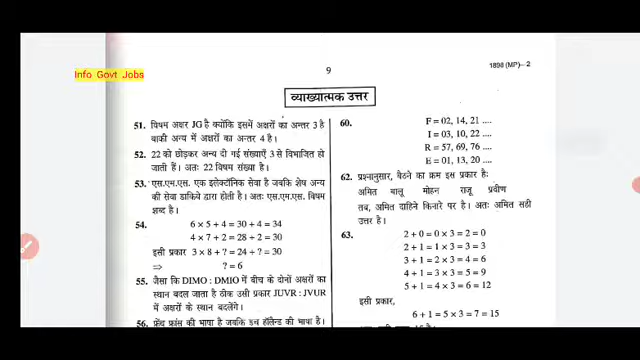 Info Govt Jobs
9
1890 (MP)–2
व्याख्यात्मक उत्तर
51. विषम अक्षर JG है क्योंकि इसमें अक्षरों का अन्तर 3 है
बाकी अन्य में अक्षरों का अन्तर 4 है।
52. 22 को छोड़कर अन्य दी गई संख्याएँ 3 से विभाजित हो
जाती हैं। अतः 22 विषम संख्या है।
53. एस.एम.एस. एक इलेक्ट्रॉनिक सेवा है जबकि शेष अन्य
की सेवा डाकिये द्वारा होती है। अतः एस.एम.एस. विषम
शब्द है।
54.
6 × 5 + 4 = 30 + 4 = 34
4 × 7 + 2 = 28 + 2 = 30
इसी प्रकार 3 × 8 + ? = 24 + ? = 30
⇒ ? = 6
55. जैसा कि DIMO : DMIO में बीच के दोनों अक्षरों का
स्थान बदल जाता है ठीक उसी प्रकार JUVR : JVUR
में अक्षरों के स्थान बदलेंगे।
56. फ्रेंच फ्रांस की भाषा है जबकि डच हॉलैण्ड की भाषा है।
60.
F = 02, 14, 21 ....
I = 03, 10, 22 ....
R = 57, 69, 76 ....
E = 01, 13, 20 ....
62. प्रश्नानुसार, बैठने का क्रम इस प्रकार है:
अमित बालू मोहन राजू प्रवीण
तब, अमित दाहिने किनारे पर है। अतः अमित सही
उत्तर है।
63.
2 + 0 = 0 × 3 = 2 = 0
2 + 1 = 1 × 3 = 3 = 3
3 + 1 = 2 × 3 = 4 = 6
4 + 1 = 3 × 3 = 5 = 9
5 + 1 = 4 × 3 = 6 = 12
इसी प्रकार,
6 + 1 = 5 × 3 = 7 = 15